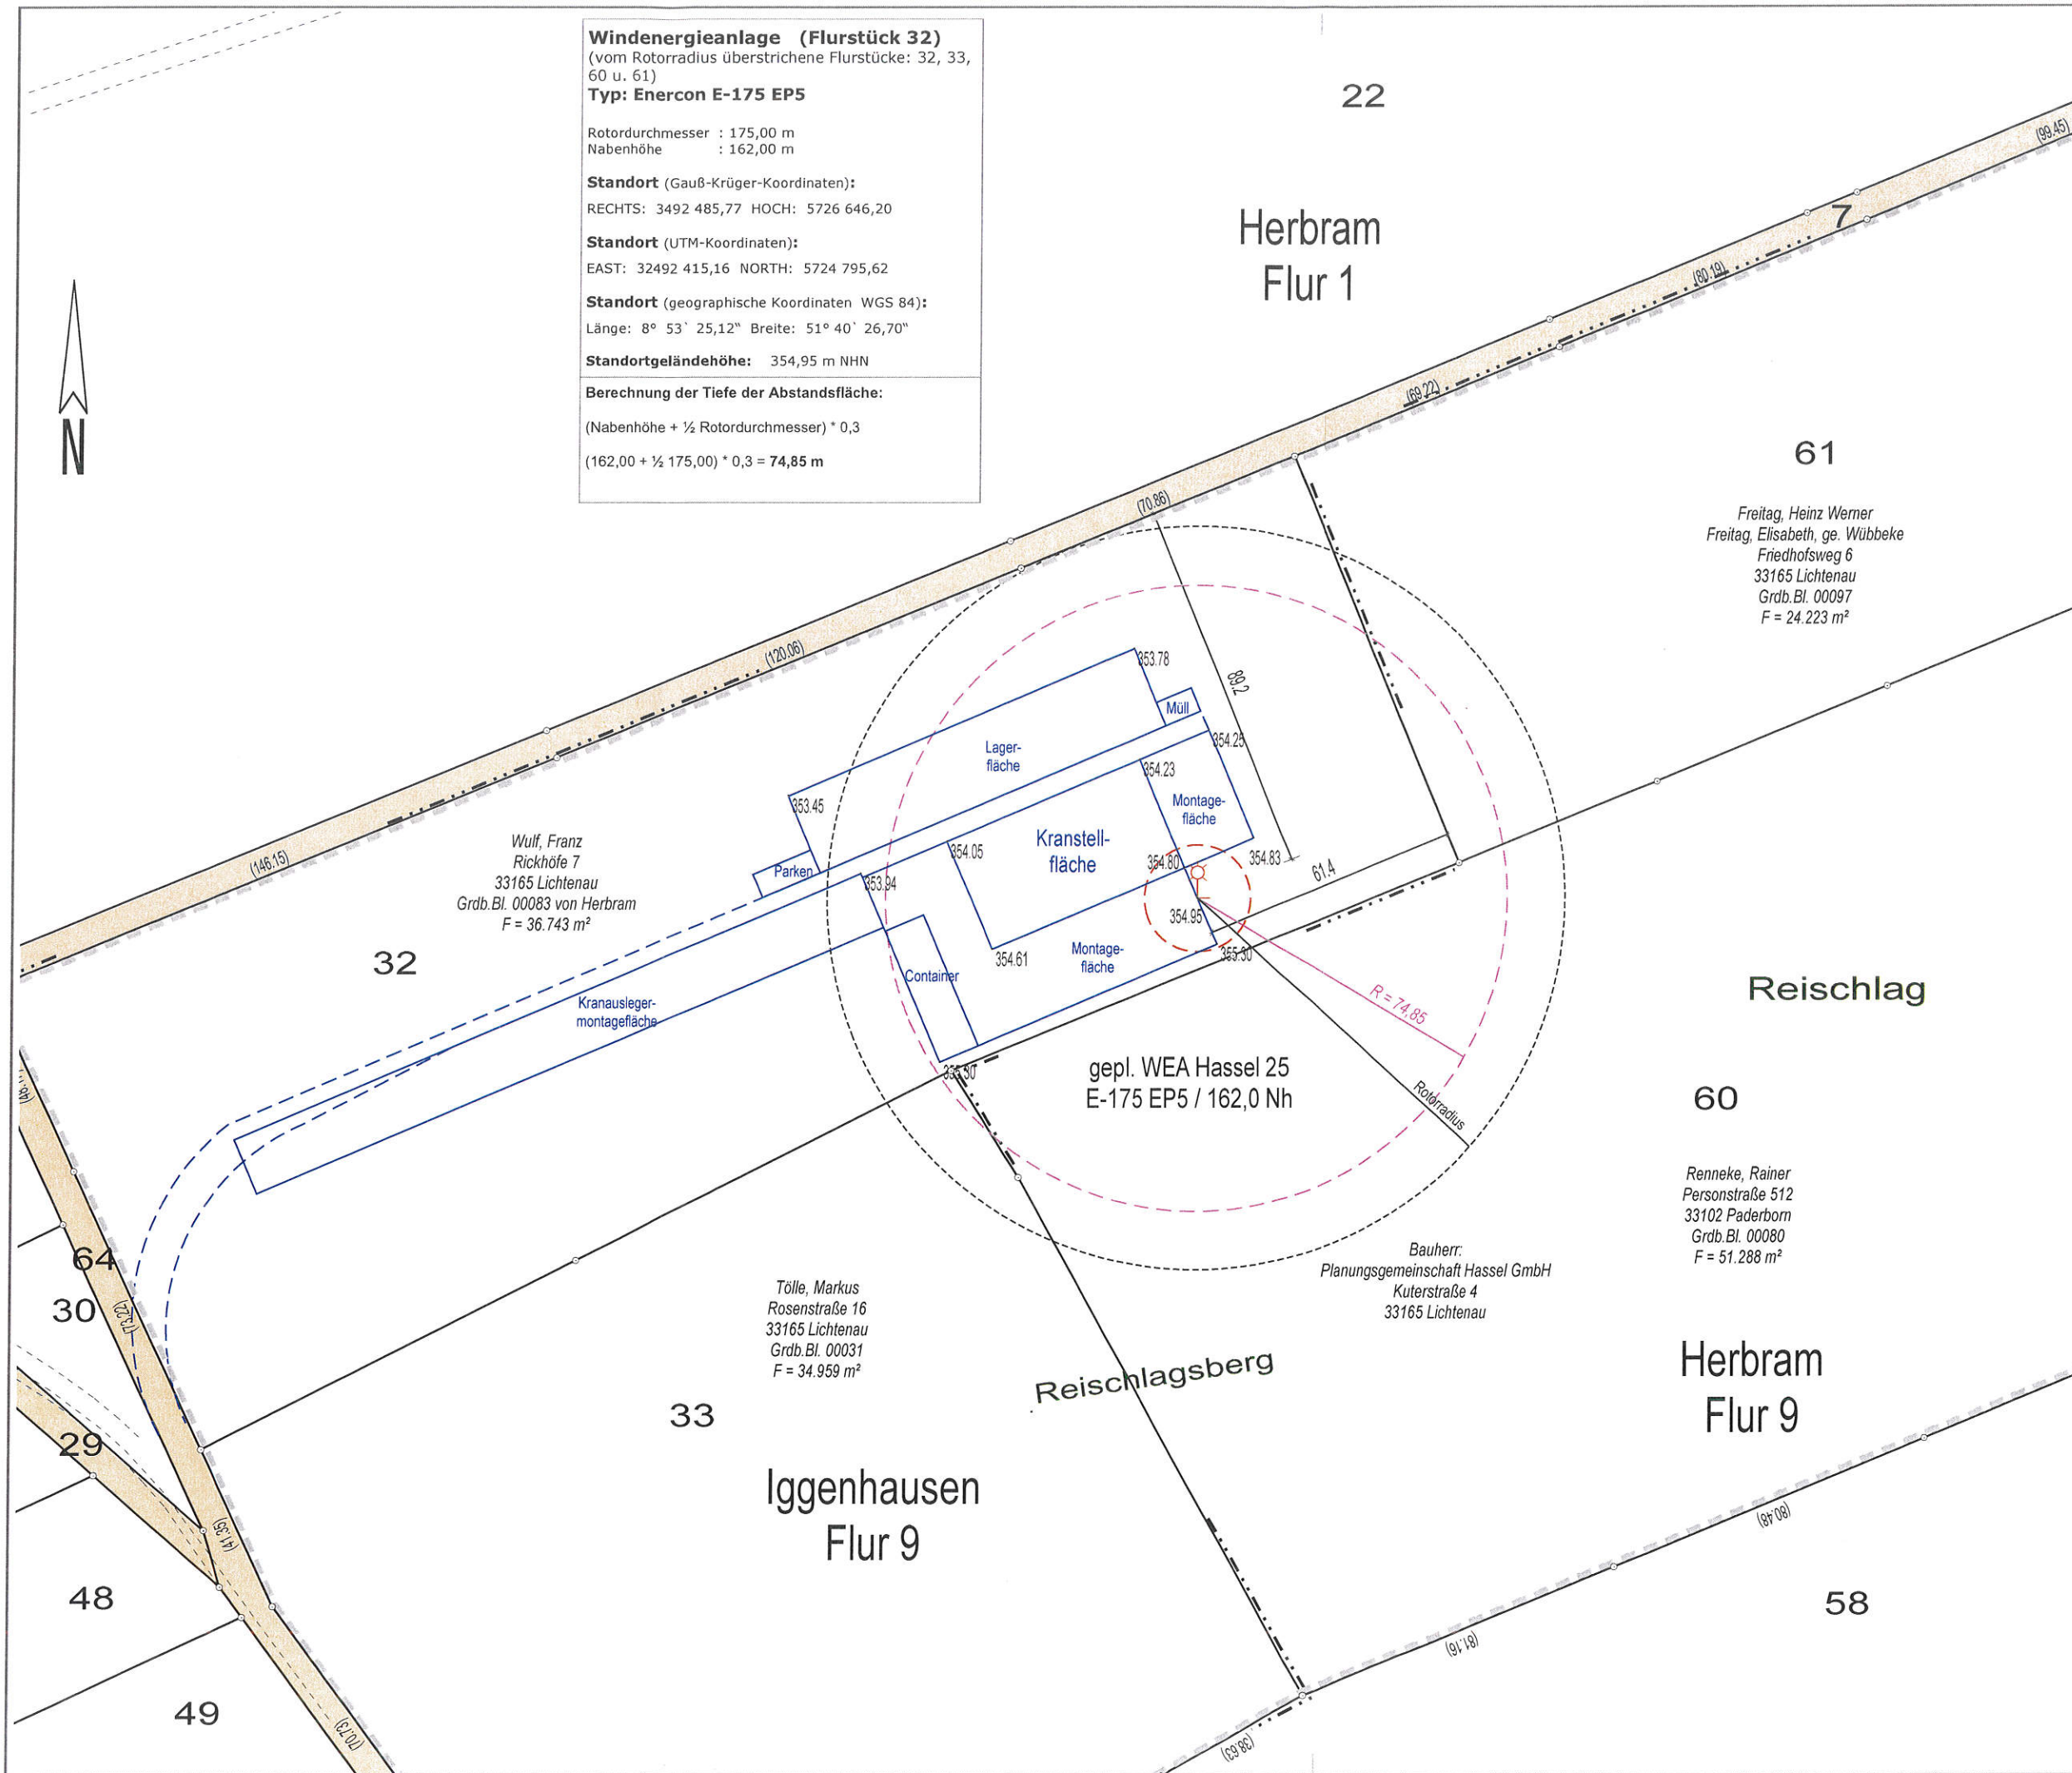 Windenergieanlage (Flurstück 32)
(vom Rotorradius überstrichene Flurstücke: 32, 33,
60 u. 61)
Typ: Enercon E-175 EP5
Rotordurchmesser : 175,00 m
Nabenhöhe : 162,00 m
Standort (Gauß-Krüger-Koordinaten):
RECHTS: 3492 485,77 HOCH: 5726 646,20
Standort (UTM-Koordinaten):
EAST: 32492 415,16 NORTH: 5724 795,62
Standort (geographische Koordinaten WGS 84):
Länge: 8° 53` 25,12" Breite: 51° 40` 26,70"
Standortgeländehöhe: 354,95 m NHN
Berechnung der Tiefe der Abstandsfläche:
(Nabenhöhe + ½ Rotordurchmesser) * 0,3
(162,00 + ½ 175,00) * 0,3 = 74,85 m
22
(99.45)
7
Herbram
Flur 1
(80.19)
N
(69.22)
61
(70.86)
Freitag, Heinz Werner
Freitag, Elisabeth, ge. Wübbeke
Friedhofsweg 6
33165 Lichtenau
Grdb.Bl. 00097
F = 24.223 m²
(120.06)
353.78
89.2
Müll
354.25
Lager-
fläche
354.23
353.45
Montage-
fläche
Kranstell-
fläche
Wulf, Franz
Rickhöfe 7
33165 Lichtenau
Grdb.Bl. 00083 von Herbram
F = 36.743 m²
(146.15)
354.05
354.80
354.83
Parken
353.94
61.4
354.95
32
354.61
Montage-
fläche
355.30
Container
Kranausleger-
montagefläche
R = 74,85
Reischlag
355.30
gepl. WEA Hassel 25
E-175 EP5 / 162,0 Nh
Rotorradius
60
Renneke, Rainer
Personstraße 512
33102 Paderborn
Grdb.Bl. 00080
F = 51.288 m²
64
30
(73.22)
Bauherr:
Planungsgemeinschaft Hassel GmbH
Kuterstraße 4
33165 Lichtenau
Tölle, Markus
Rosenstraße 16
33165 Lichtenau
Grdb.Bl. 00031
F = 34.959 m²
Reischlagsberg
Herbram
Flur 9
33
29
Iggenhausen
Flur 9
(41.35)
(80.48)
48
58
(81.16)
49
(70.73)
(38.63)